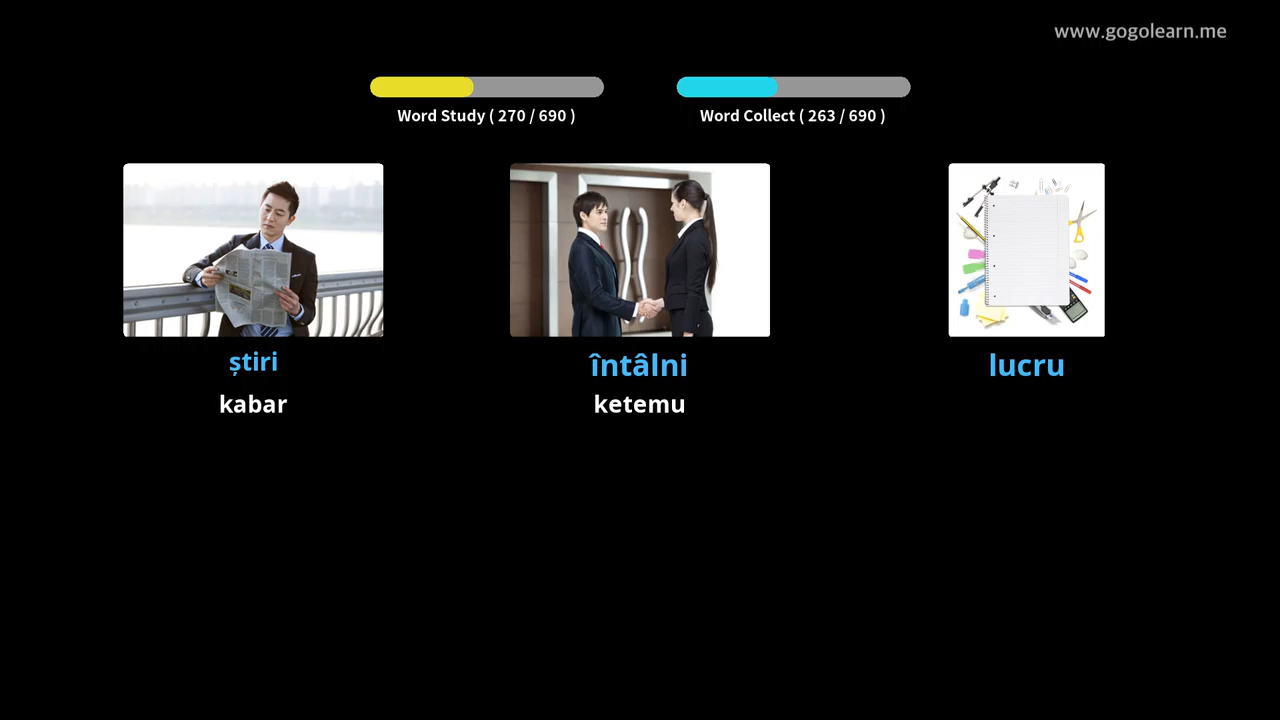 www.gogolearn.me
Word Study ( 270 / 690 )
Word Collect ( 263 / 690 )
știri
întâlni
lucru
kabar
ketemu